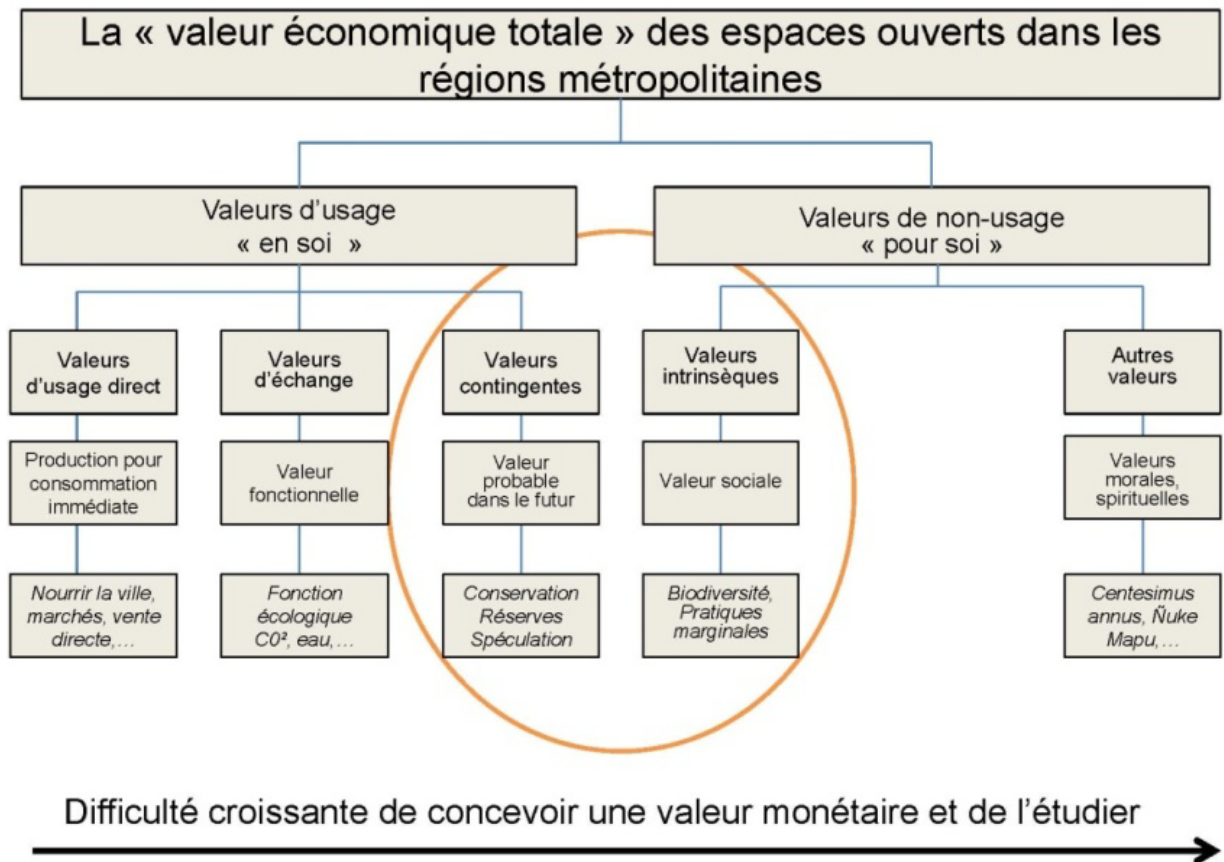 La « valeur économique totale » des espaces ouverts dans les
régions métropolitaines
Valeurs d’usage
« en soi  »
Valeurs de non-usage
« pour soi »
Valeurs
d’usage direct
Valeurs
d’échange
Valeurs
contingentes
Valeurs
intrinsèques
Autres
valeurs
Production pour
consommation
immédiate
Valeur
fonctionnelle
Valeur
probable
dans le futur
Valeur sociale
Valeurs
morales,
spirituelles
Nourrir la ville,
marchés, vente
directe,…
Fonction
écologique
C0², eau,…
Conservation
Réserves
Spéculation
Biodiversité,
Pratiques
marginales
Centesimus
annus, Ñuke
Mapu,…
Difficulté croissante de concevoir une valeur monétaire et de l’étudier